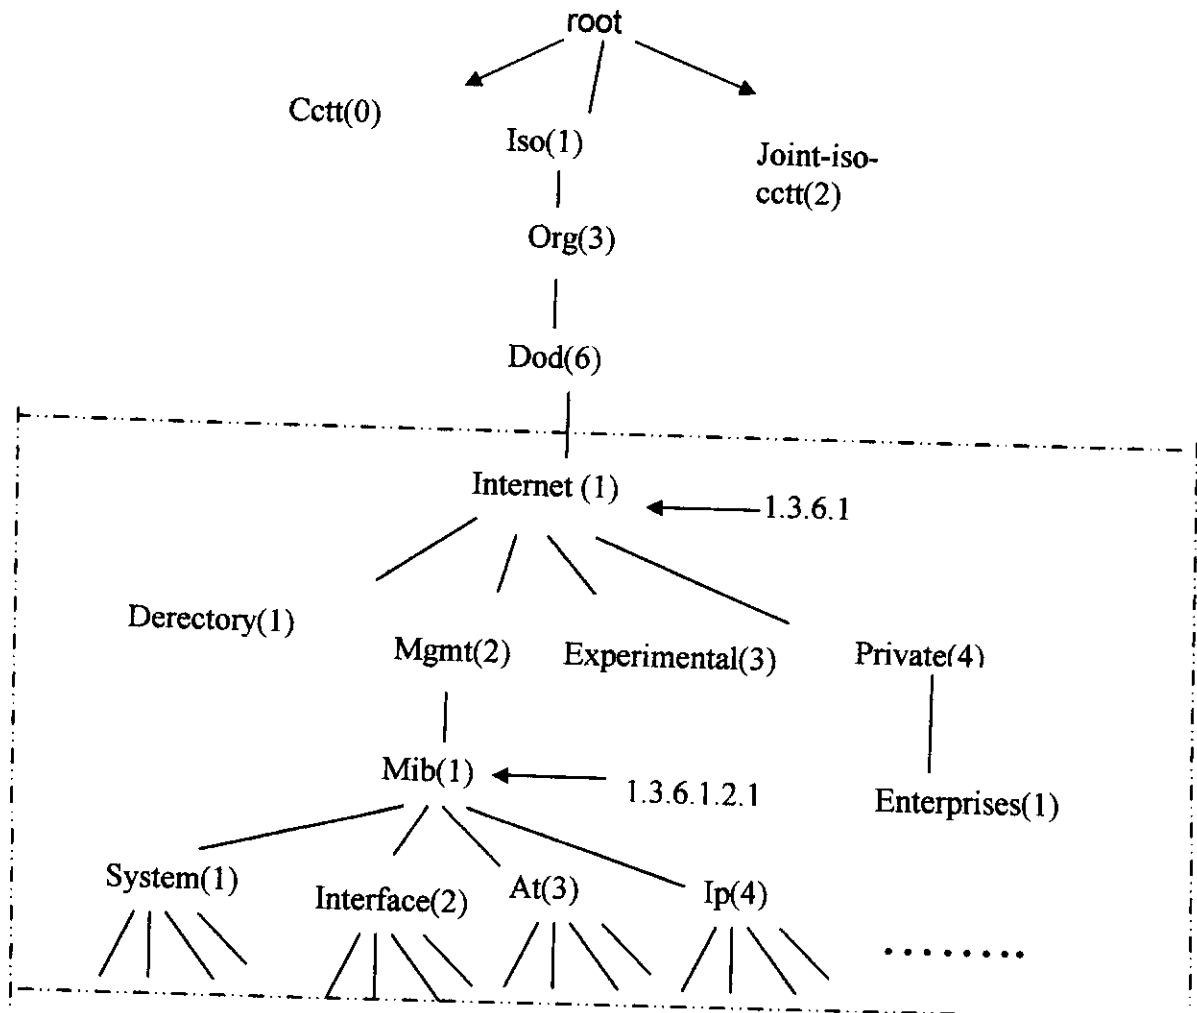 root
Cctt(0)
Iso(1)
Joint-iso-
cctt(2)
Org(3)
Dod(6)
Internet (1)
1.3.6.1
Derectory(1)
Mgmt(2)
Experimental(3)
Private(4)
Mib(1)
1.3.6.1.2.1
Enterprises(1)
System(1)
Interface(2)
At(3)
Ip(4)
........